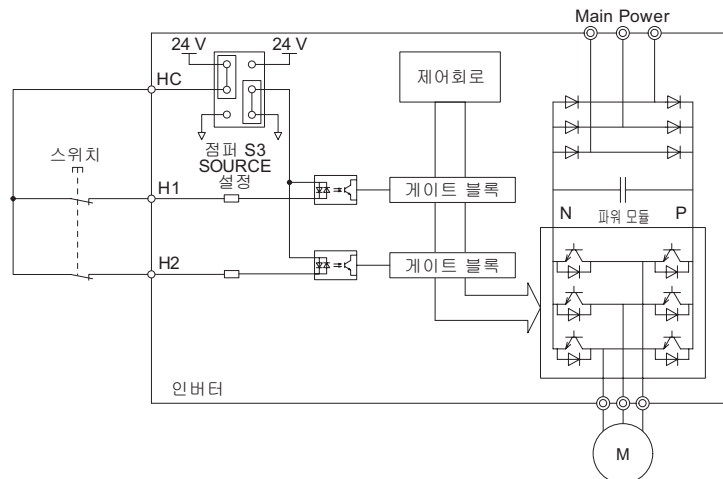 Main Power
24 V
24 V
HC
제어회로
점퍼 S3
SOURCE
설정
스위치
H1
게이트 블록
N
파워 모듈
P
H2
게이트 블록
인버터
M